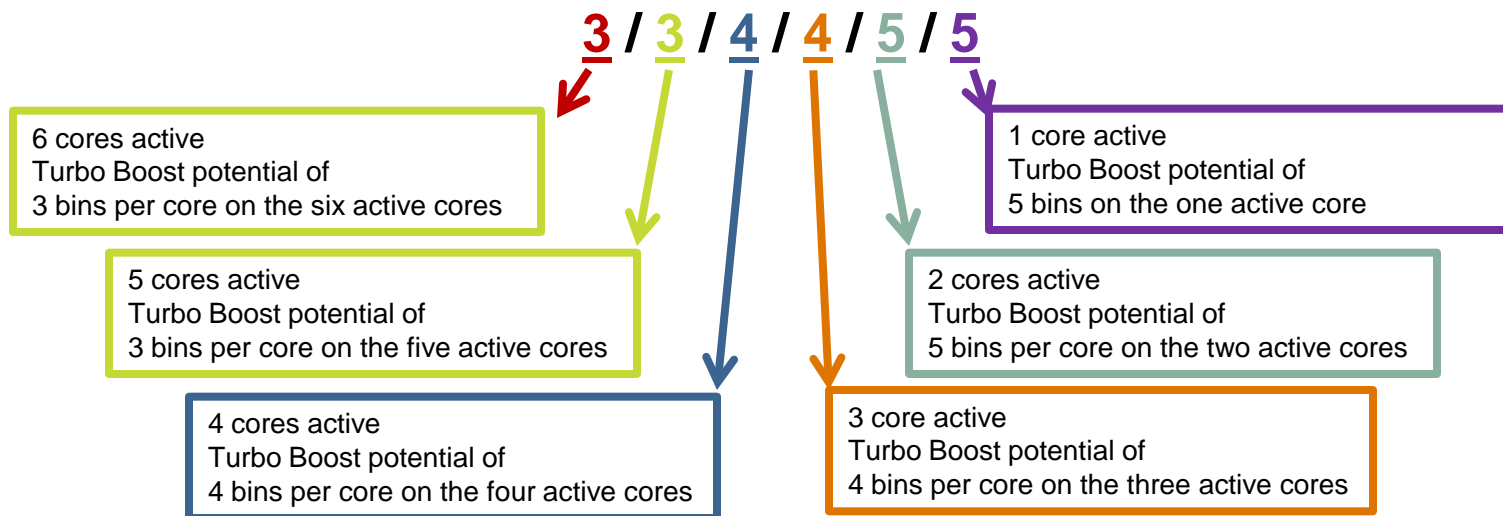 3 / 3 / 4 / 4 / 5 / 5
6 cores active
Turbo Boost potential of
3 bins per core on the six active cores
1 core active
Turbo Boost potential of
5 bins on the one active core
5 cores active
Turbo Boost potential of
3 bins per core on the five active cores
2 cores active
Turbo Boost potential of
5 bins per core on the two active cores
4 cores active
Turbo Boost potential of
4 bins per core on the four active cores
3 core active
Turbo Boost potential of
4 bins per core on the three active cores